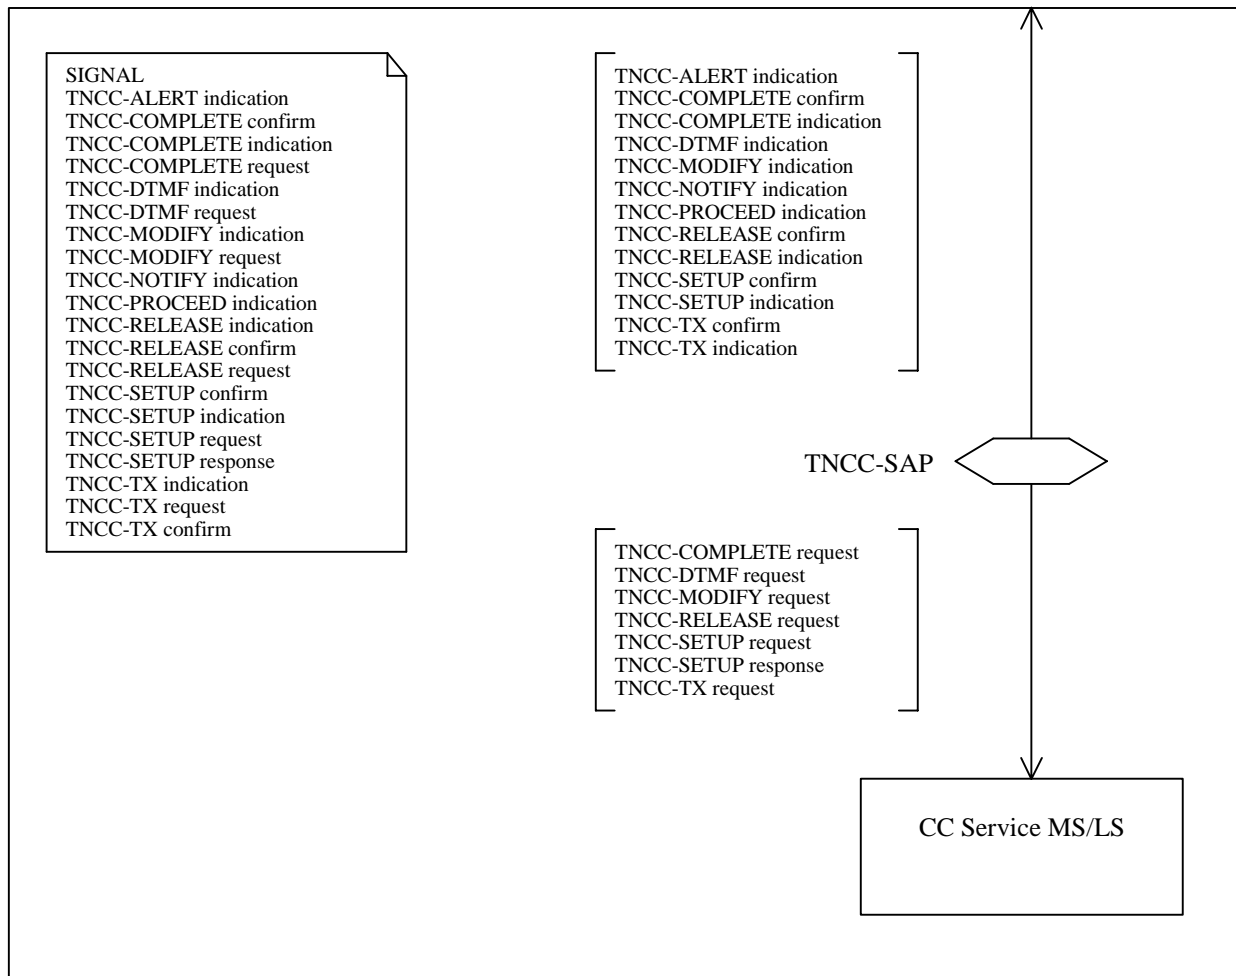 SIGNAL
TNCC-ALERT indication
TNCC-COMPLETE confirm
TNCC-COMPLETE indication
TNCC-COMPLETE request
TNCC-DTMF indication
TNCC-DTMF request
TNCC-MODIFY indication
TNCC-MODIFY request
TNCC-NOTIFY indication
TNCC-PROCEED indication
TNCC-RELEASE indication
TNCC-RELEASE confirm
TNCC-RELEASE request
TNCC-SETUP confirm
TNCC-SETUP indication
TNCC-SETUP request
TNCC-SETUP response
TNCC-TX indication
TNCC-TX request
TNCC-TX confirm
TNCC-ALERT indication
TNCC-COMPLETE confirm
TNCC-COMPLETE indication
TNCC-DTMF indication
TNCC-MODIFY indication
TNCC-NOTIFY indication
TNCC-PROCEED indication
TNCC-RELEASE confirm
TNCC-RELEASE indication
TNCC-SETUP confirm
TNCC-SETUP indication
TNCC-TX confirm
TNCC-TX indication
TNCC-SAP
TNCC-COMPLETE request
TNCC-DTMF request
TNCC-MODIFY request
TNCC-RELEASE request
TNCC-SETUP request
TNCC-SETUP response
TNCC-TX request
CC Service MS/LS